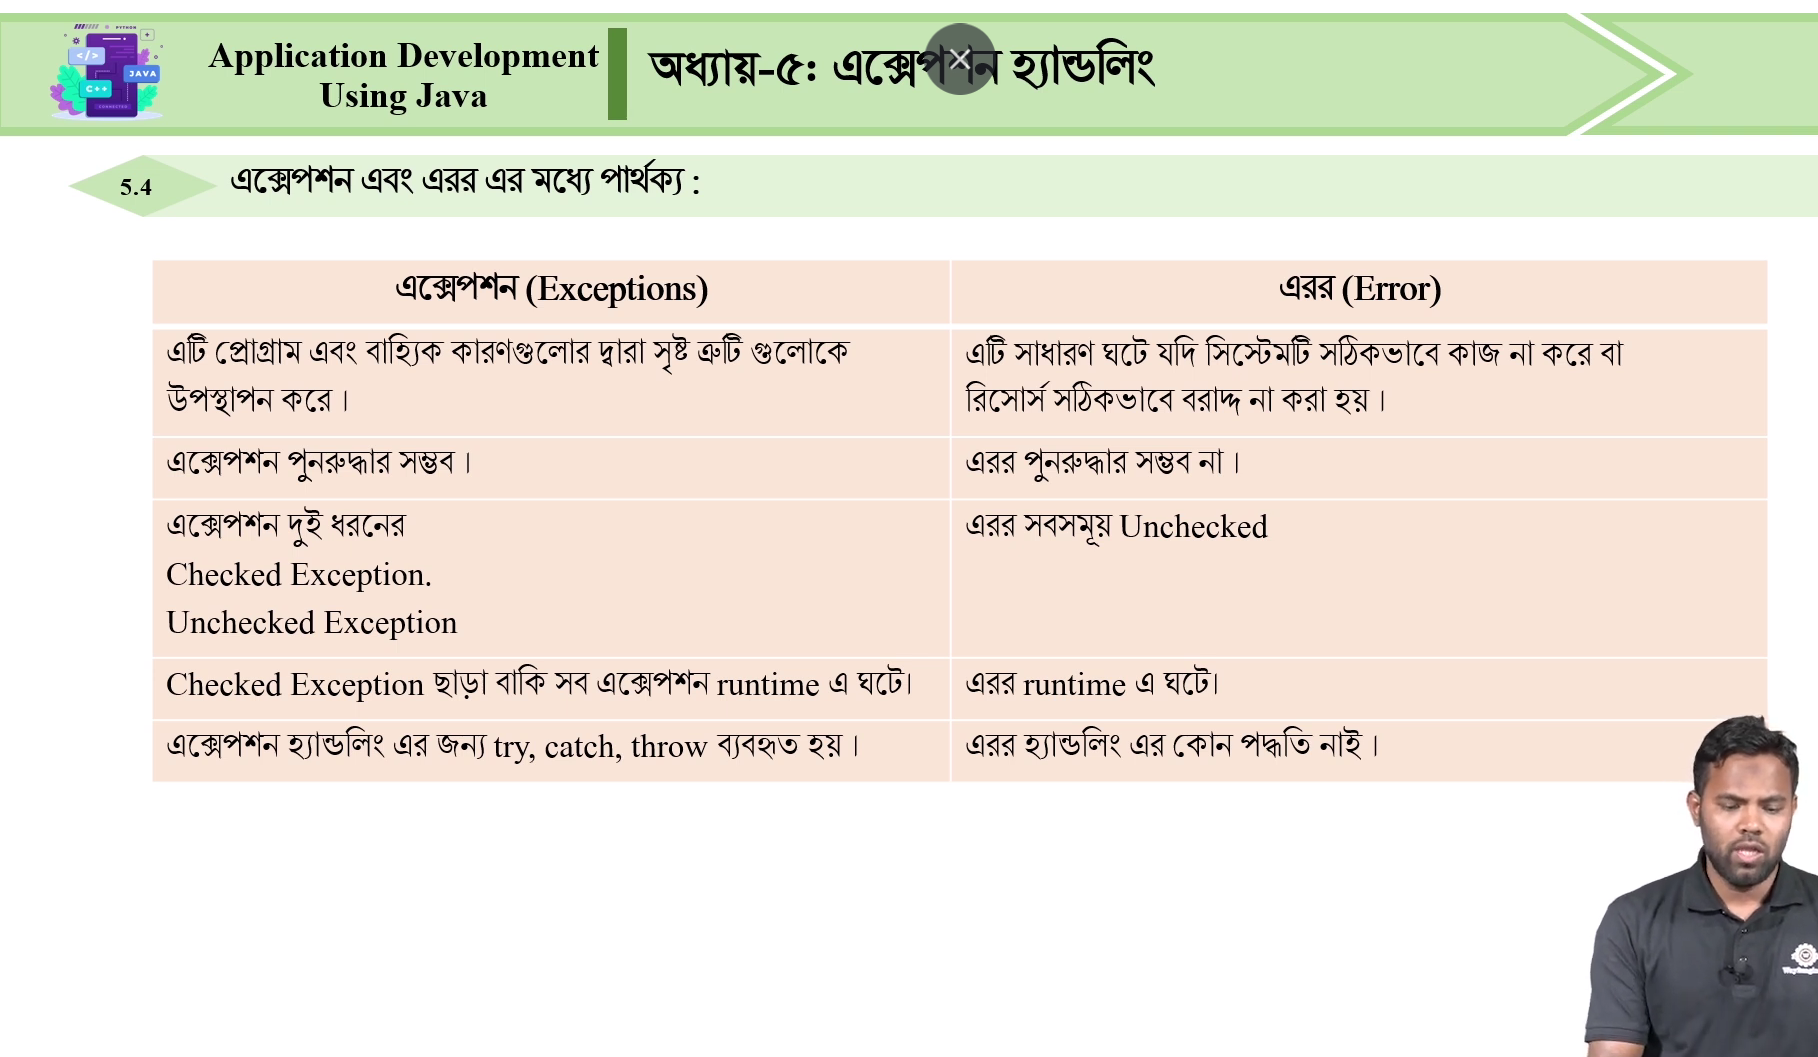 Application Development
Using Java
অধ্যায়-৫: এক্সেপশন হ্যান্ডলিং
5.4
এক্সেপশন এবং এরর এর মধ্যে পার্থক্য :
এক্সেপশন (Exceptions)
এরর (Error)
এটি প্রোগ্রাম এবং বাহ্যিক কারণগুলোর দ্বারা সৃষ্ট ত্রুটি গুলোকে
উপস্থাপন করে।
এটি সাধারণ ঘটে যদি সিস্টেমটি সঠিকভাবে কাজ না করে বা
রিসোর্স সঠিকভাবে বরাদ্দ না করা হয়।
এক্সেপশন পুনরুদ্ধার সম্ভব।
এরর পুনরুদ্ধার সম্ভব না।
এক্সেপশন দুই ধরনের
Checked Exception.
Unchecked Exception
এরর সবসমূয় Unchecked
Checked Exception ছাড়া বাকি সব এক্সেপশন runtime এ ঘটে।
এরর runtime এ ঘটে।
এক্সেপশন হ্যান্ডলিং এর জন্য try, catch, throw ব্যবহৃত হয়।
এরর হ্যান্ডলিং এর কোন পদ্ধতি নাই।
PYTHON
</>
JAVA
C++